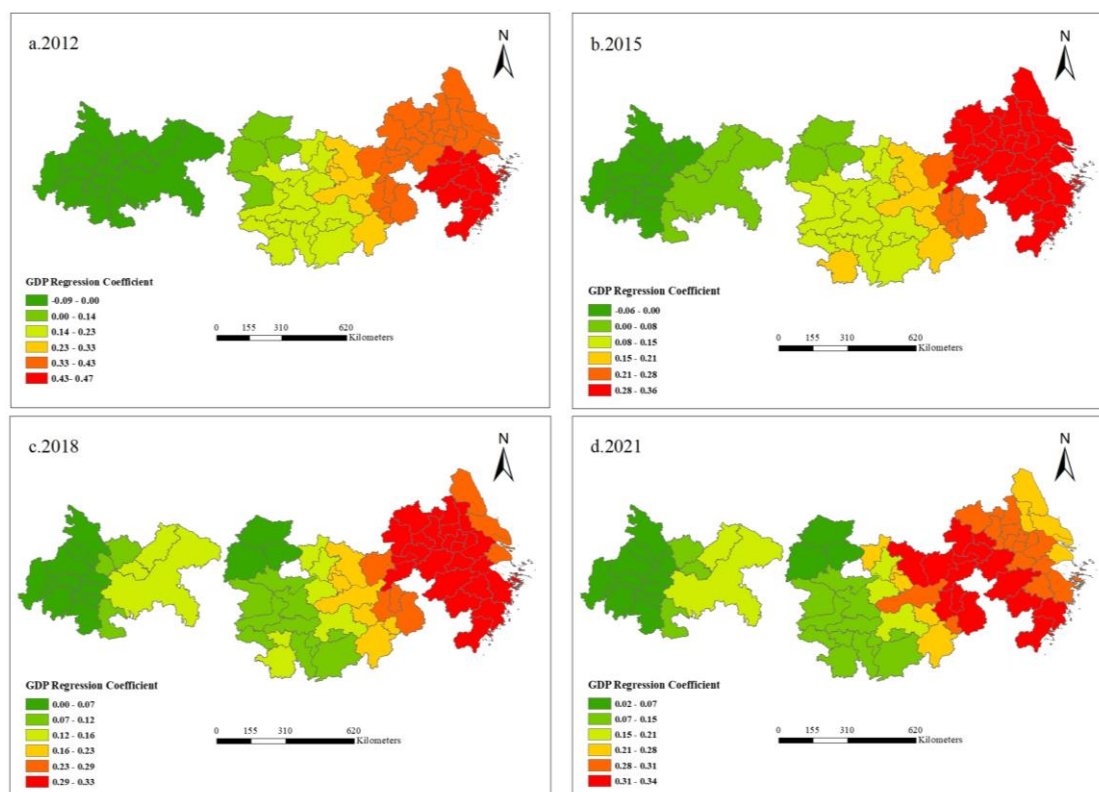 a.2012
N
GDP Regression Coefficient
-0.09 - 0.00
0.00 - 0.14
0.14 - 0.23
0.23 - 0.33
0.33 - 0.43
0.43- 0.47
0 155 310 620
Kilometers
b.2015
N
GDP Regression Coefficient
-0.06 - 0.00
0.00 - 0.08
0.08 - 0.15
0.15 - 0.21
0.21 - 0.28
0.28 - 0.36
0 155 310 620
Kilometers
c.2018
N
GDP Regression Coefficient
0.00 - 0.07
0.07 - 0.12
0.12 - 0.16
0.16 - 0.23
0.23 - 0.29
0.29 - 0.33
0 155 310 620
Kilometers
d.2021
N
GDP Regression Coefficient
0.02 - 0.07
0.07 - 0.15
0.15 - 0.21
0.21 - 0.28
0.28 - 0.31
0.31 - 0.34
0 155 310 620
Kilometers